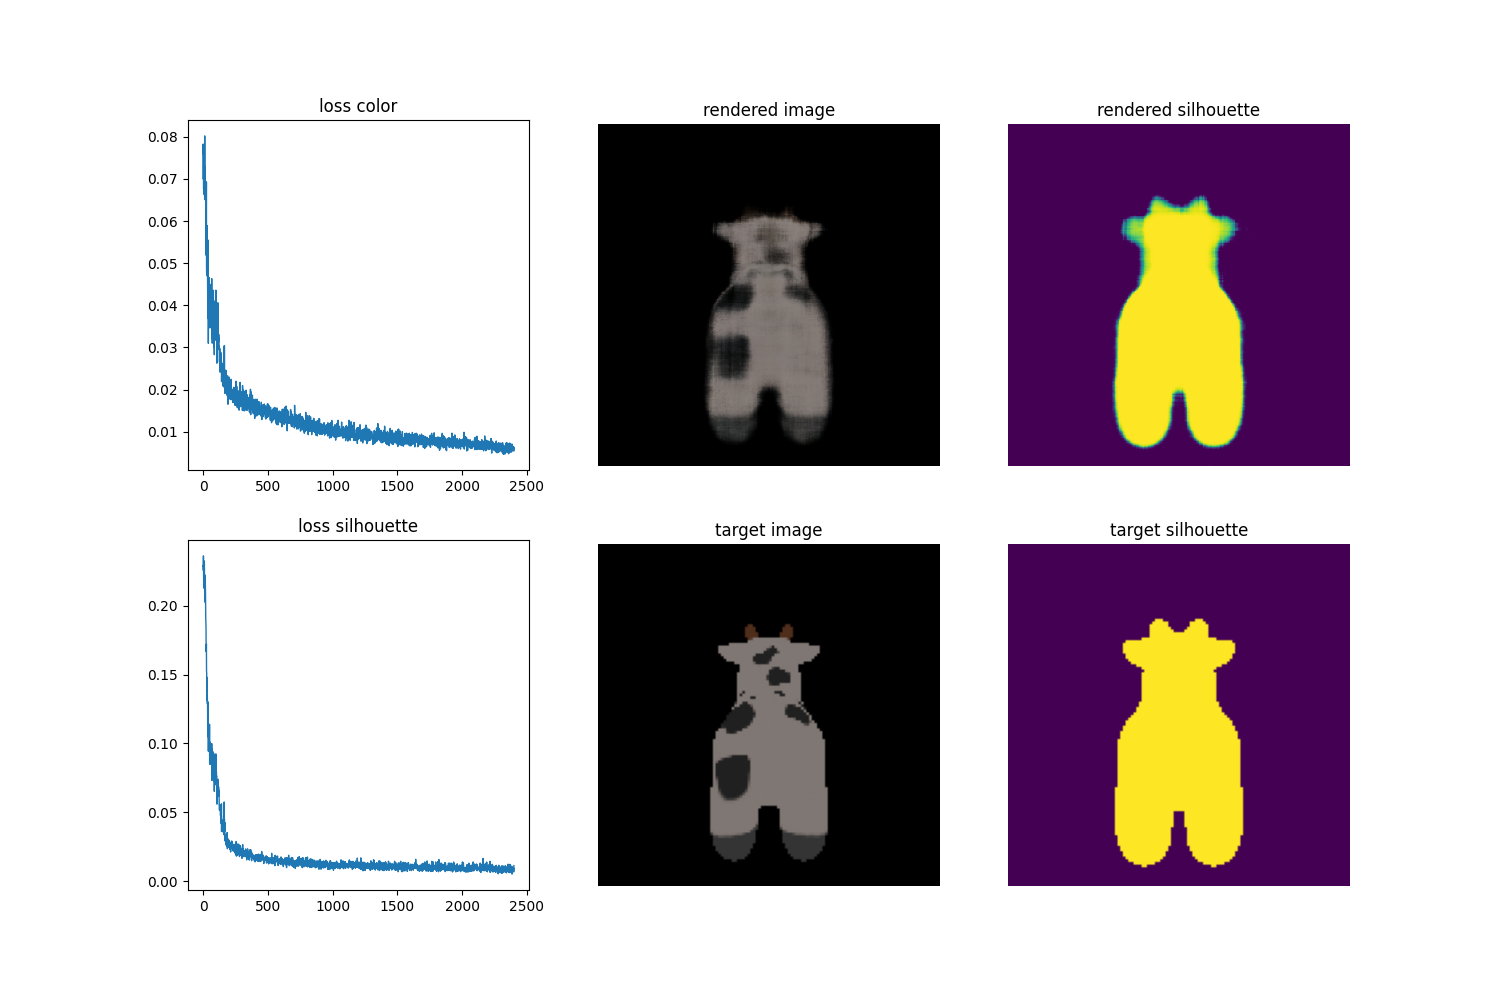 loss color
0.08
0.07
0.06
0.05
0.04
0.03
0.02
0.01
0 500 1000 1500 2000 2500
rendered image
rendered silhouette
loss silhouette
0.20
0.15
0.10
0.05
0.00
0 500 1000 1500 2000 2500
target image
target silhouette